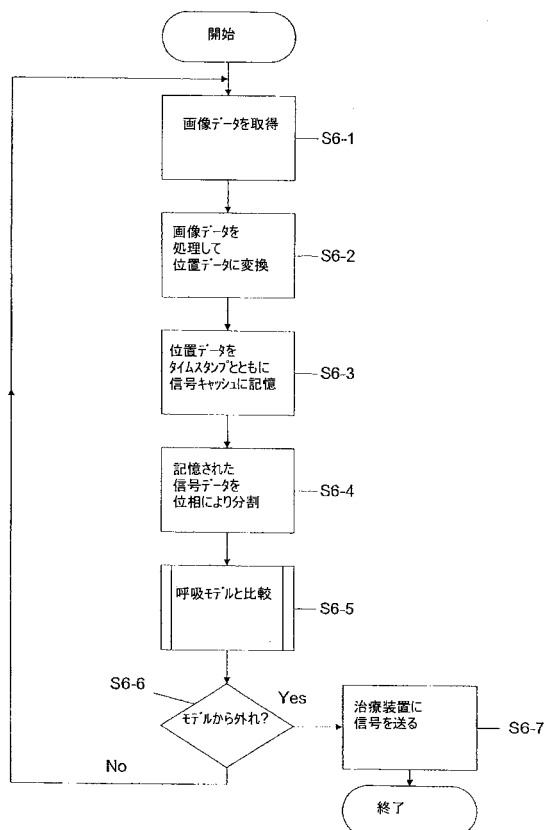 開始
画像データを取得
S6-1
画像データを
処理して
位置データに変換
S6-2
位置データを
タイムスタンプとともに
信号キャッシュに記憶
S6-3
記憶された
信号データを
位相により分割
S6-4
呼吸モデルと比較
S6-5
S6-6
モデルから外れ?
Yes
No
治療装置に
信号を送る
S6-7
終了